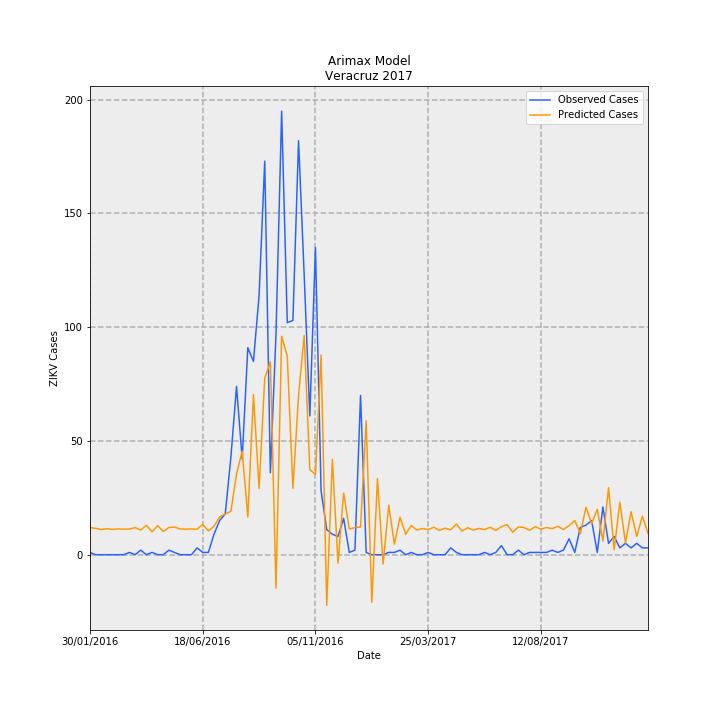 Arimax Model
Veracruz 2017
Observed Cases
Predicted Cases
200
150
100
50
0
ZIKV Cases
30/01/2016 18/06/2016 05/11/2016 25/03/2017 12/08/2017
Date